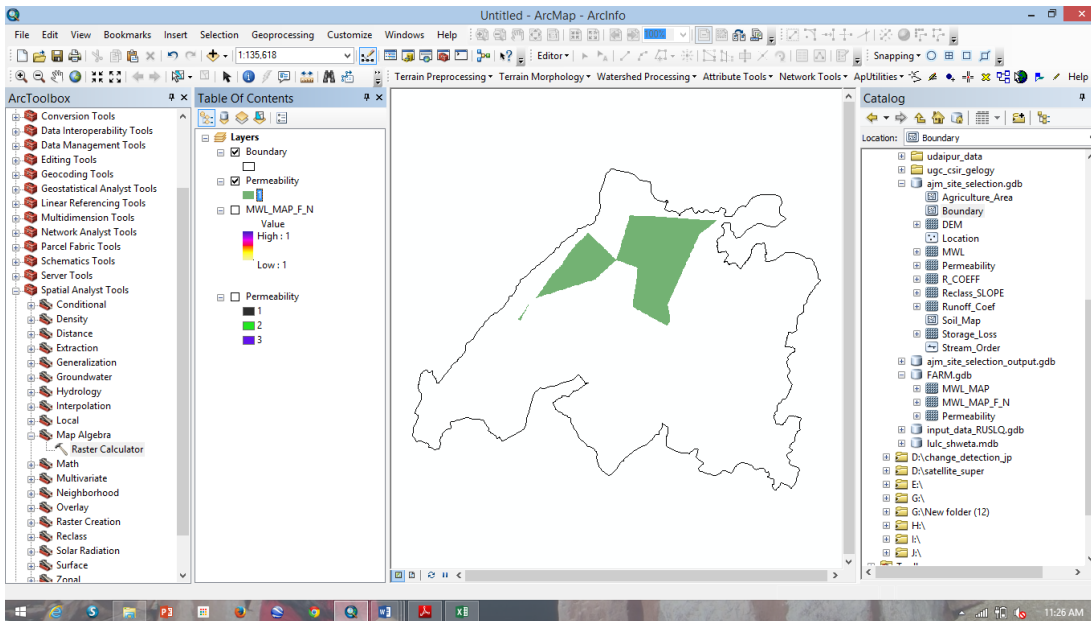 Untitled - ArcMap - ArcInfo
File Edit View Bookmarks Insert Selection Geoprocessing Customize Windows Help 100%
1:135,618 Editor Snapping
Terrain Preprocessing Terrain Morphology Watershed Processing Attribute Tools Network Tools ApUtilities Help
ArcToolbox
Conversion Tools
Data Interoperability Tools
Data Management Tools
Editing Tools
Geocoding Tools
Geostatistical Analyst Tools
Linear Referencing Tools
Multidimension Tools
Network Analyst Tools
Parcel Fabric Tools
Schematics Tools
Server Tools
Spatial Analyst Tools
Conditional
Density
Distance
Extraction
Generalization
Groundwater
Hydrology
Interpolation
Local
Map Algebra
Raster Calculator
Math
Multivariate
Neighborhood
Overlay
Raster Creation
Reclass
Solar Radiation
Surface
Zonal
Table Of Contents
Layers
Boundary
Permeability
MWL_MAP_F_N
Value
High : 1
Low : 1
Permeability
1
2
3
Catalog
Location: Boundary
udaipur_data
ugc_csir_gelogy
ajm_site_selection.gdb
Agriculture_Area
Boundary
DEM
Location
MWL
Permeability
R_COEFF
Reclass_SLOPE
Runoff_Coef
Soil_Map
Storage_Loss
Stream_Order
ajm_site_selection_output.gdb
FARM.gdb
MWL_MAP
MWL_MAP_F_N
Permeability
input_data_RUSLQ.gdb
lulc_shweta.mdb
D:\change_detection_jp
D:\satellite_super
E:\
G:\
G:\New folder (12)
H:\
I:\
J:\
11:26 AM